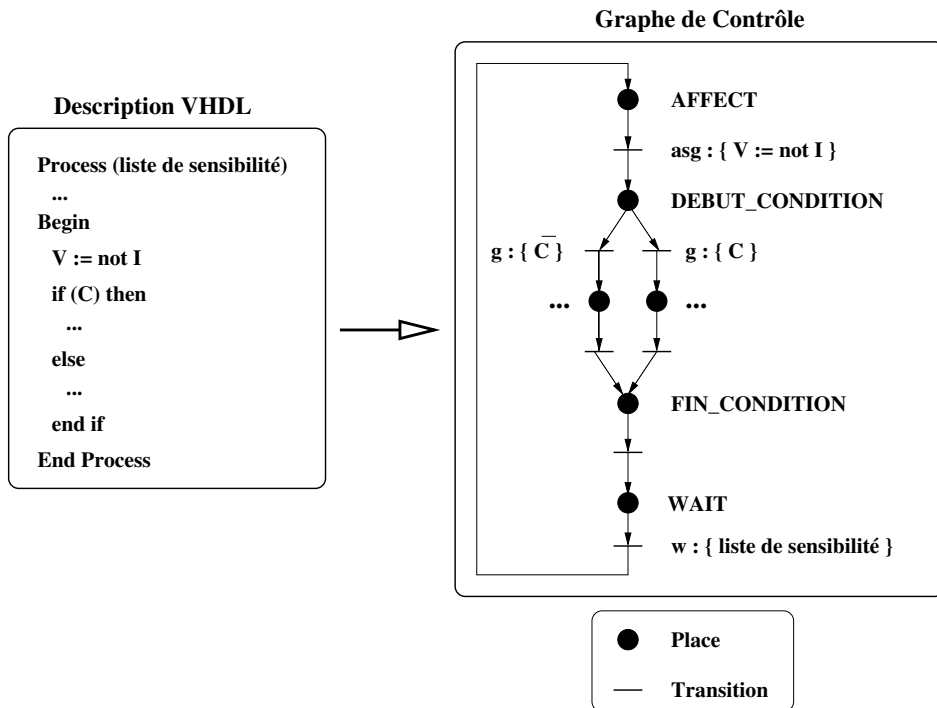 Graphe de Contrôle
Description VHDL
Process (liste de sensibilité)
...
Begin
V := not I
if (C) then
...
else
...
end if
End Process
AFFECT
asg : { V := not I }
DEBUT_CONDITION
g : { C̅ } g : { C }
... ...
FIN_CONDITION
WAIT
w : { liste de sensibilité }
Place
Transition